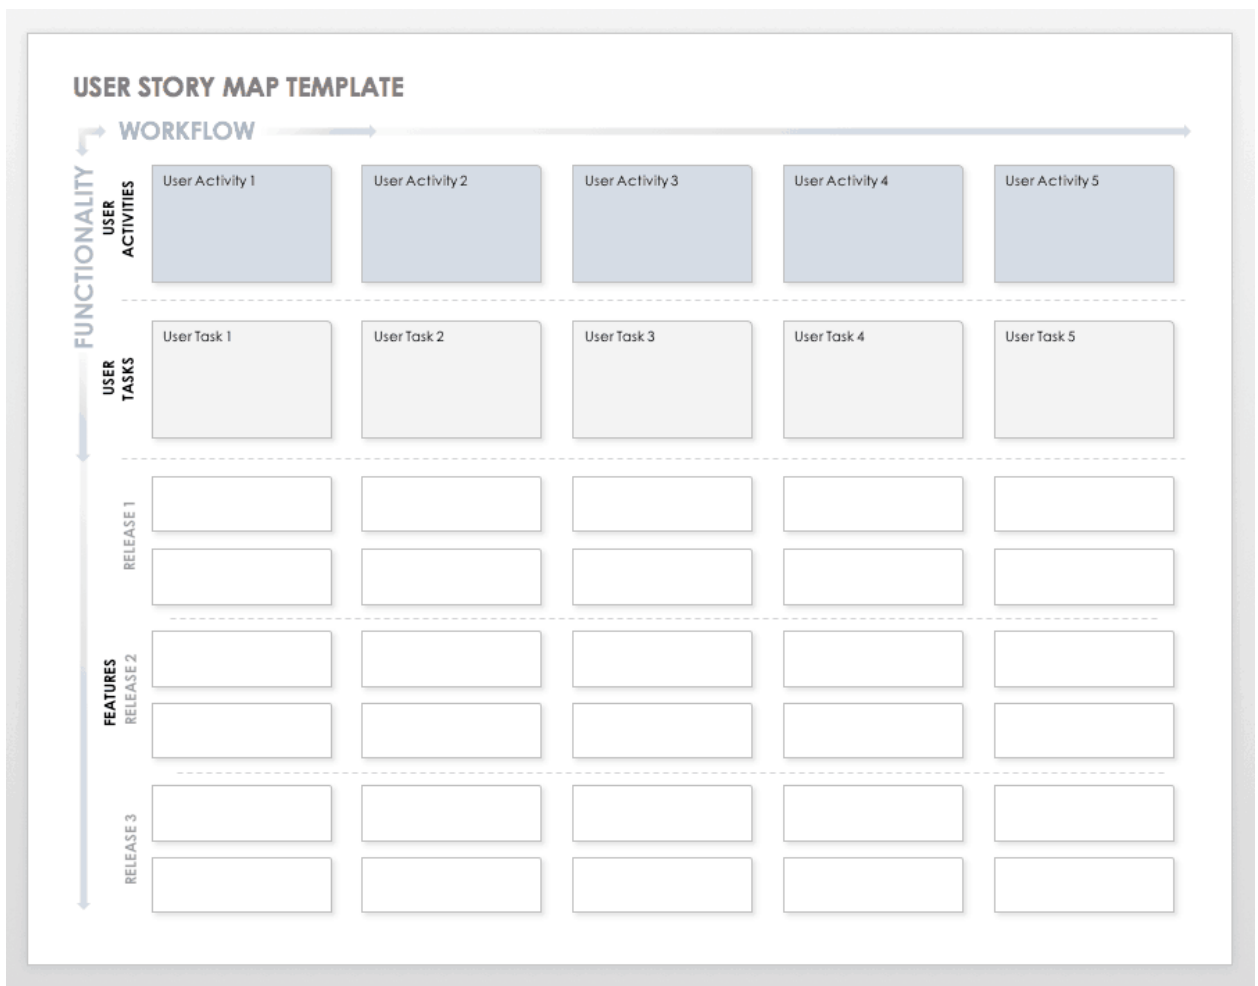 USER STORY MAP TEMPLATE
WORKFLOW
FUNCTIONALITY
USER
ACTIVITIES
User Activity 1
User Activity 2
User Activity 3
User Activity 4
User Activity 5
USER
TASKS
User Task 1
User Task 2
User Task 3
User Task 4
User Task 5
FEATURES
RELEASE 1
RELEASE 2
RELEASE 3